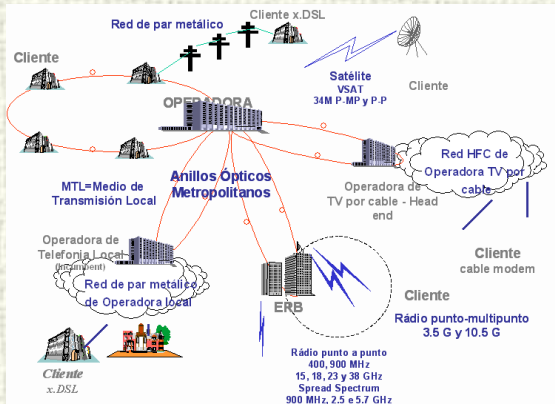 Red de par metálico
Cliente x.DSL
Cliente
Satélite
VSAT
34M P-MP y P-P
Cliente
OPERADORA
Anillos Ópticos
Metropolitanos
MTL=Medio de
Transmisión Local
Operadora de
TV por cable - Head
end
Red HFC de
Operadora TV por
cable
Operadora de
Telefonia Local
(Incumbent)
Red de par metálico
de Operadora local
ERB
Cliente
cable modem
Cliente
Rádio punto-multipunto
3.5 G y 10.5 G
Rádio punto a punto
400, 900 MHz
15, 18, 23 y 38 GHz
Spread Spectrum
900 MHz, 2.5 e 5.7 GHz
Cliente
x.DSL